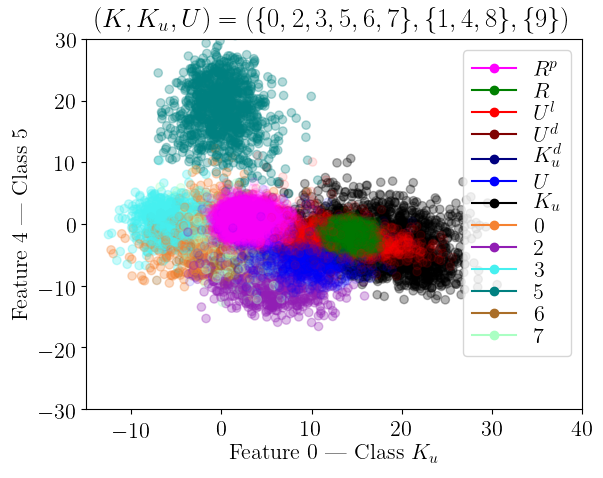 (K, K_u, U) = ({0, 2, 3, 5, 6, 7}, {1, 4, 8}, {9})
30
20
10
0
−10
−20
−30
Feature 4 — Class 5
R^p
R
U^l
U^d
K_u^d
U
K_u
0
2
3
5
6
7
−10
0
10
20
30
40
Feature 0 — Class K_u